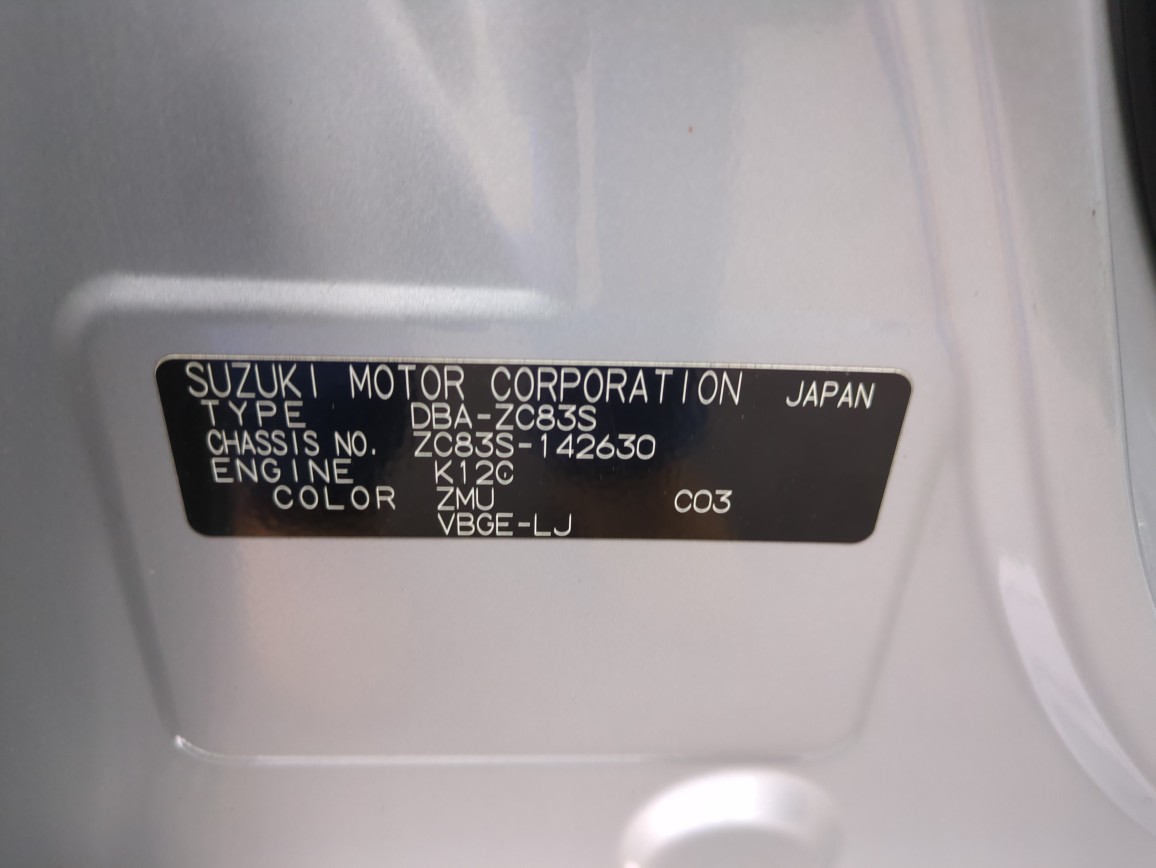 SUZUKI MOTOR CORPORATION JAPAN
TYPE DBA-ZC83S
CHASSIS NO. ZC83S-142630
ENGINE K12C
COLOR ZMU C03
VBGE-LJ